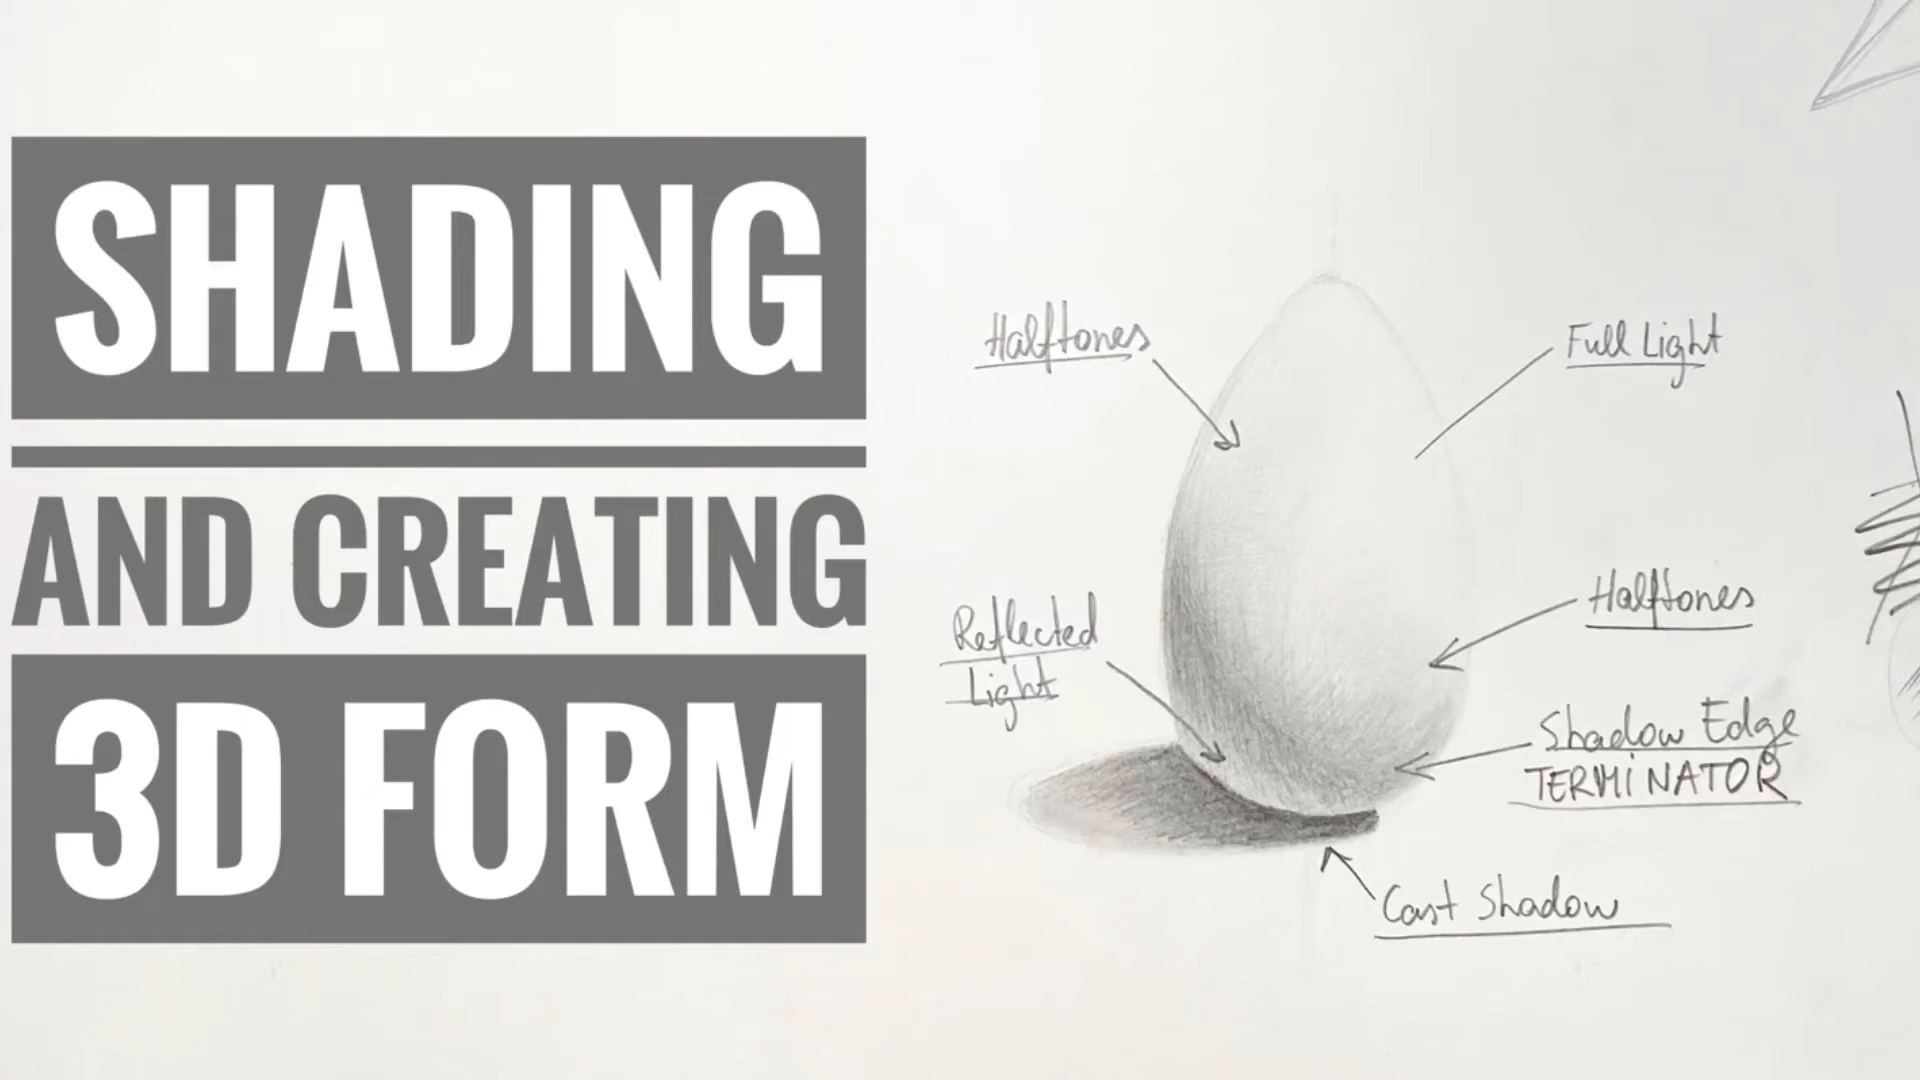 SHADING
AND CREATING
3D FORM
Halftones
Full Light
Halftones
Reflected
Light
Shadow Edge
TERMINATOR
Cast Shadow